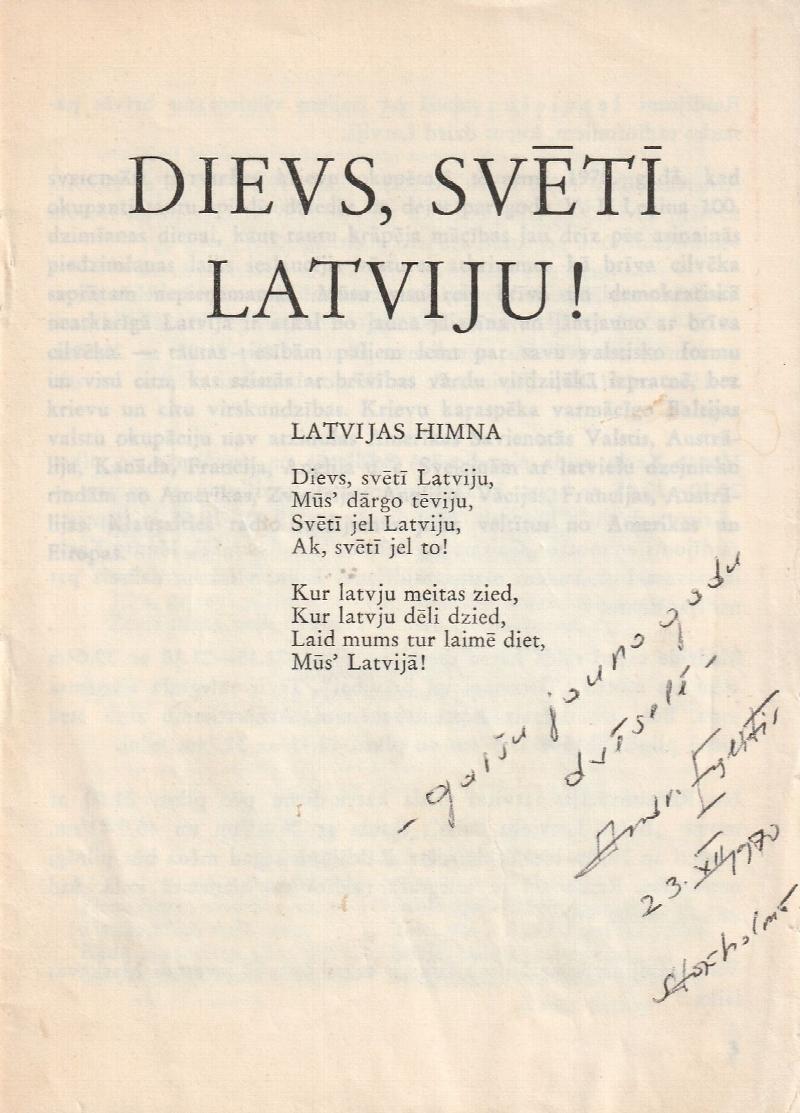 DIEVS, SVĒTĪ
LATVIJU!
LATVIJAS HIMNA
Dievs, svētī Latviju,
Mūs’ dārgo tēviju,
Svētī jel Latviju,
Ak, svētī jel to!
Kur latvju meitas zied,
Kur latvju dēli dzied,
Laid mums tur laimē diet,
Mūs’ Latvijā!
- gaišu jauno gadu
dvēselē -
23. XII 1970
Stokholmā.